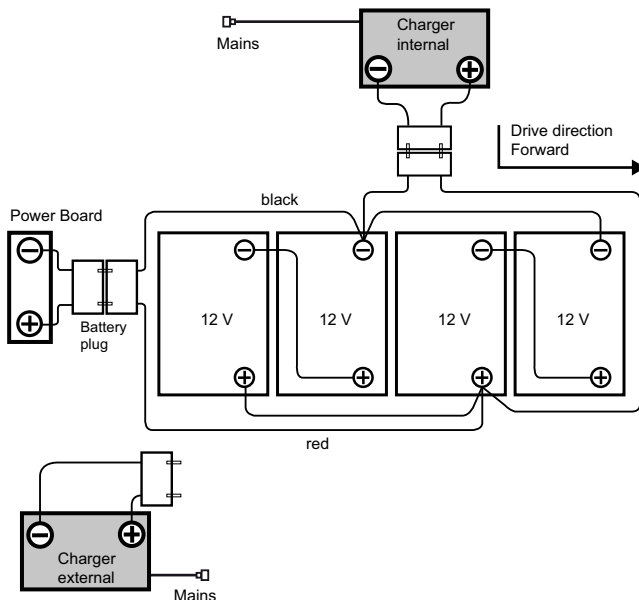 Charger
internal
Mains
Drive direction
Forward
black
Power Board
12 V
12 V
12 V
12 V
Battery
plug
red
Charger
external
Mains